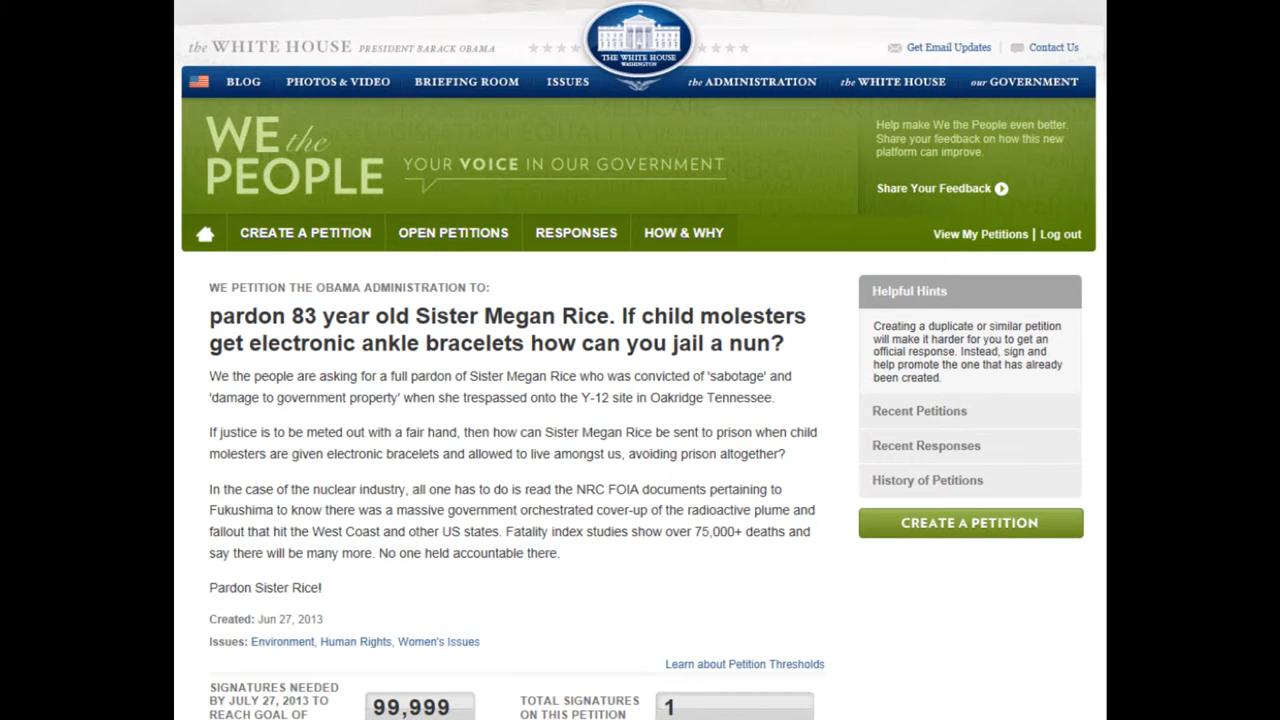 the WHITE HOUSE PRESIDENT BARACK OBAMA
THE WHITE HOUSE
WASHINGTON
Get Email Updates
Contact Us
BLOG PHOTOS & VIDEO BRIEFING ROOM ISSUES the ADMINISTRATION the WHITE HOUSE our GOVERNMENT
WE the
PEOPLE
YOUR VOICE IN OUR GOVERNMENT
Help make We the People even better.
Share your feedback on how this new
platform can improve.
Share Your Feedback
CREATE A PETITION OPEN PETITIONS RESPONSES HOW & WHY
View My Petitions | Log out
WE PETITION THE OBAMA ADMINISTRATION TO:
pardon 83 year old Sister Megan Rice. If child molesters
get electronic ankle bracelets how can you jail a nun?
We the people are asking for a full pardon of Sister Megan Rice who was convicted of 'sabotage' and
'damage to government property' when she trespassed onto the Y-12 site in Oakridge Tennessee.
If justice is to be meted out with a fair hand, then how can Sister Megan Rice be sent to prison when child
molesters are given electronic bracelets and allowed to live amongst us, avoiding prison altogether?
In the case of the nuclear industry, all one has to do is read the NRC FOIA documents pertaining to
Fukushima to know there was a massive government orchestrated cover-up of the radioactive plume and
fallout that hit the West Coast and other US states. Fatality index studies show over 75,000+ deaths and
say there will be many more. No one held accountable there.
Pardon Sister Rice!
Created: Jun 27, 2013
Issues: Environment, Human Rights, Women's Issues
Learn about Petition Thresholds
SIGNATURES NEEDED
BY JULY 27, 2013 TO
REACH GOAL OF
99,999
TOTAL SIGNATURES
ON THIS PETITION
1
Helpful Hints
Creating a duplicate or similar petition
will make it harder for you to get an
official response. Instead, sign and
help promote the one that has already
been created.
Recent Petitions
Recent Responses
History of Petitions
CREATE A PETITION